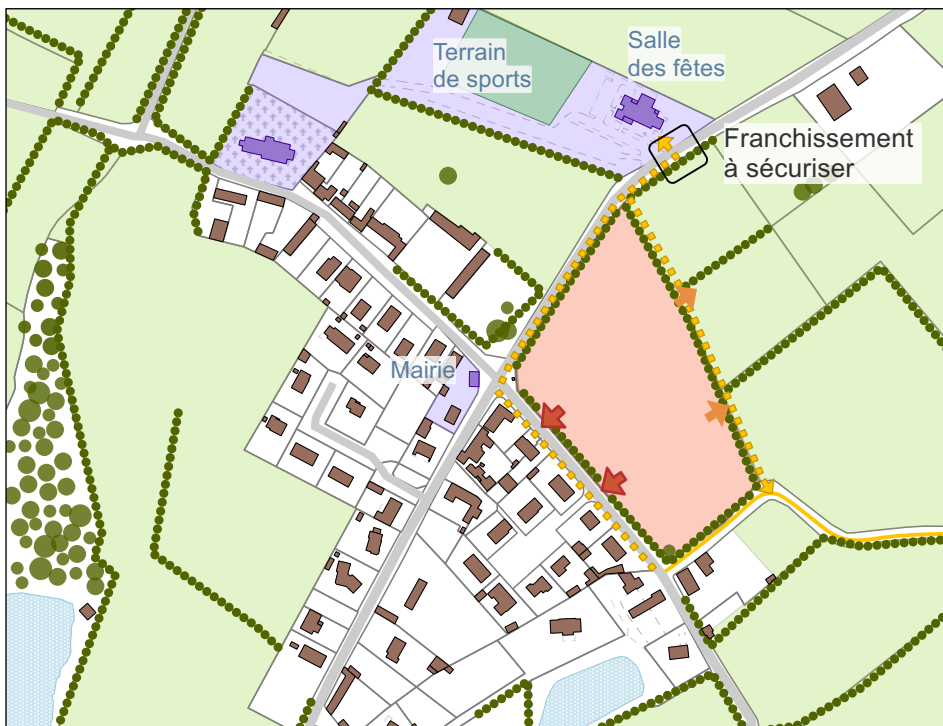 Terrain
de sports
Salle
des fêtes
Franchissement
à sécuriser
Mairie